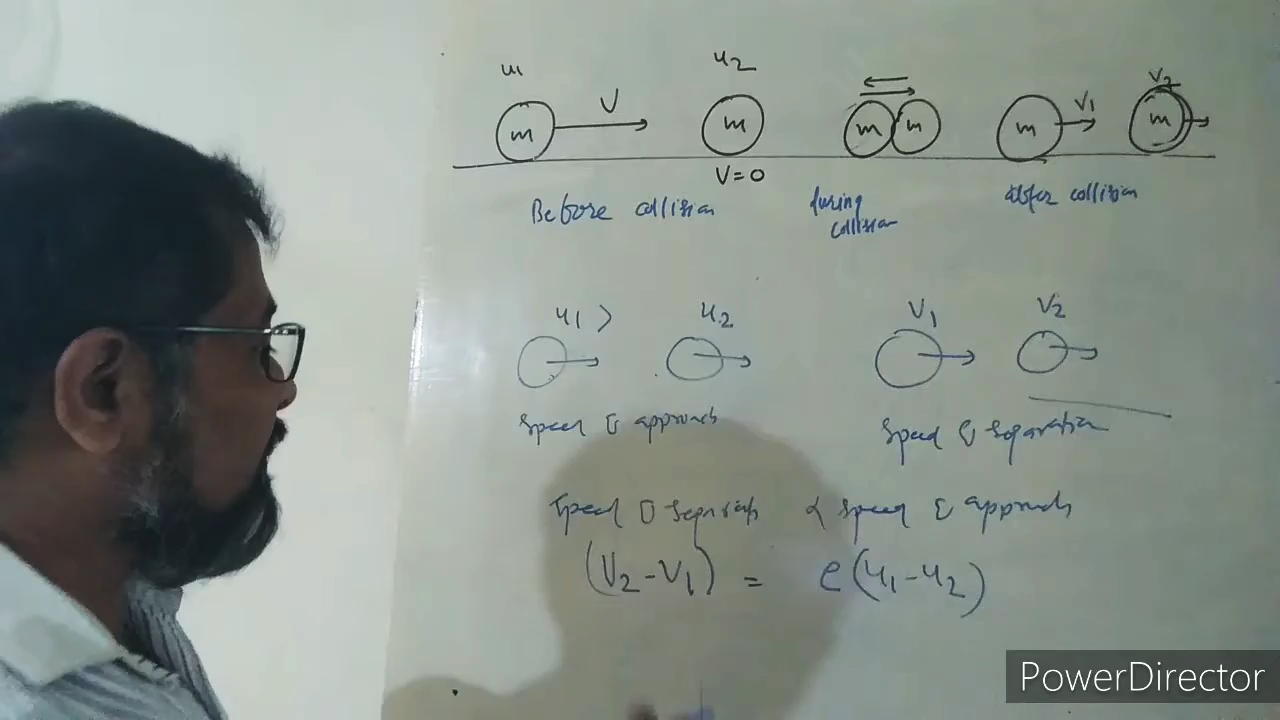 u1 u2
m V m m m m V1 m V2
V = 0
Before collision during collision after collision
u1 > u2 V1 V2
speed of approach speed of separation
speed of separation α speed of approach
(V2 - V1) = e(u1 - u2)
PowerDirector